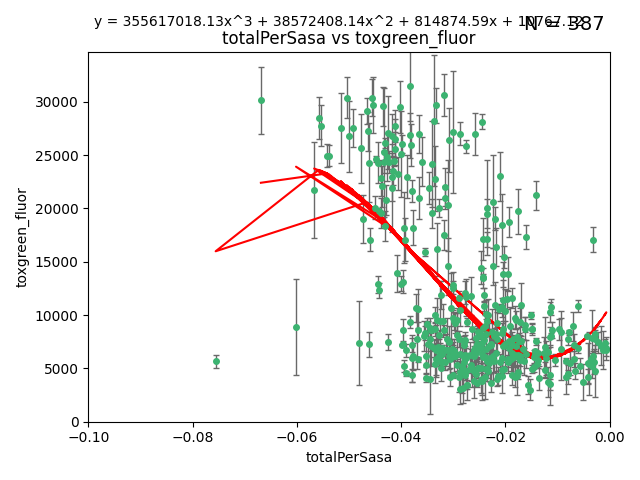 y = 355617018.13x^3 + 38572408.14x^2 + 814874.59x +
N = 387
totalPerSasa vs toxgreen_fluor
toxgreen_fluor
30000
25000
20000
15000
10000
5000
0
−0.10
−0.08
−0.06
−0.04
−0.02
0.00
totalPerSasa